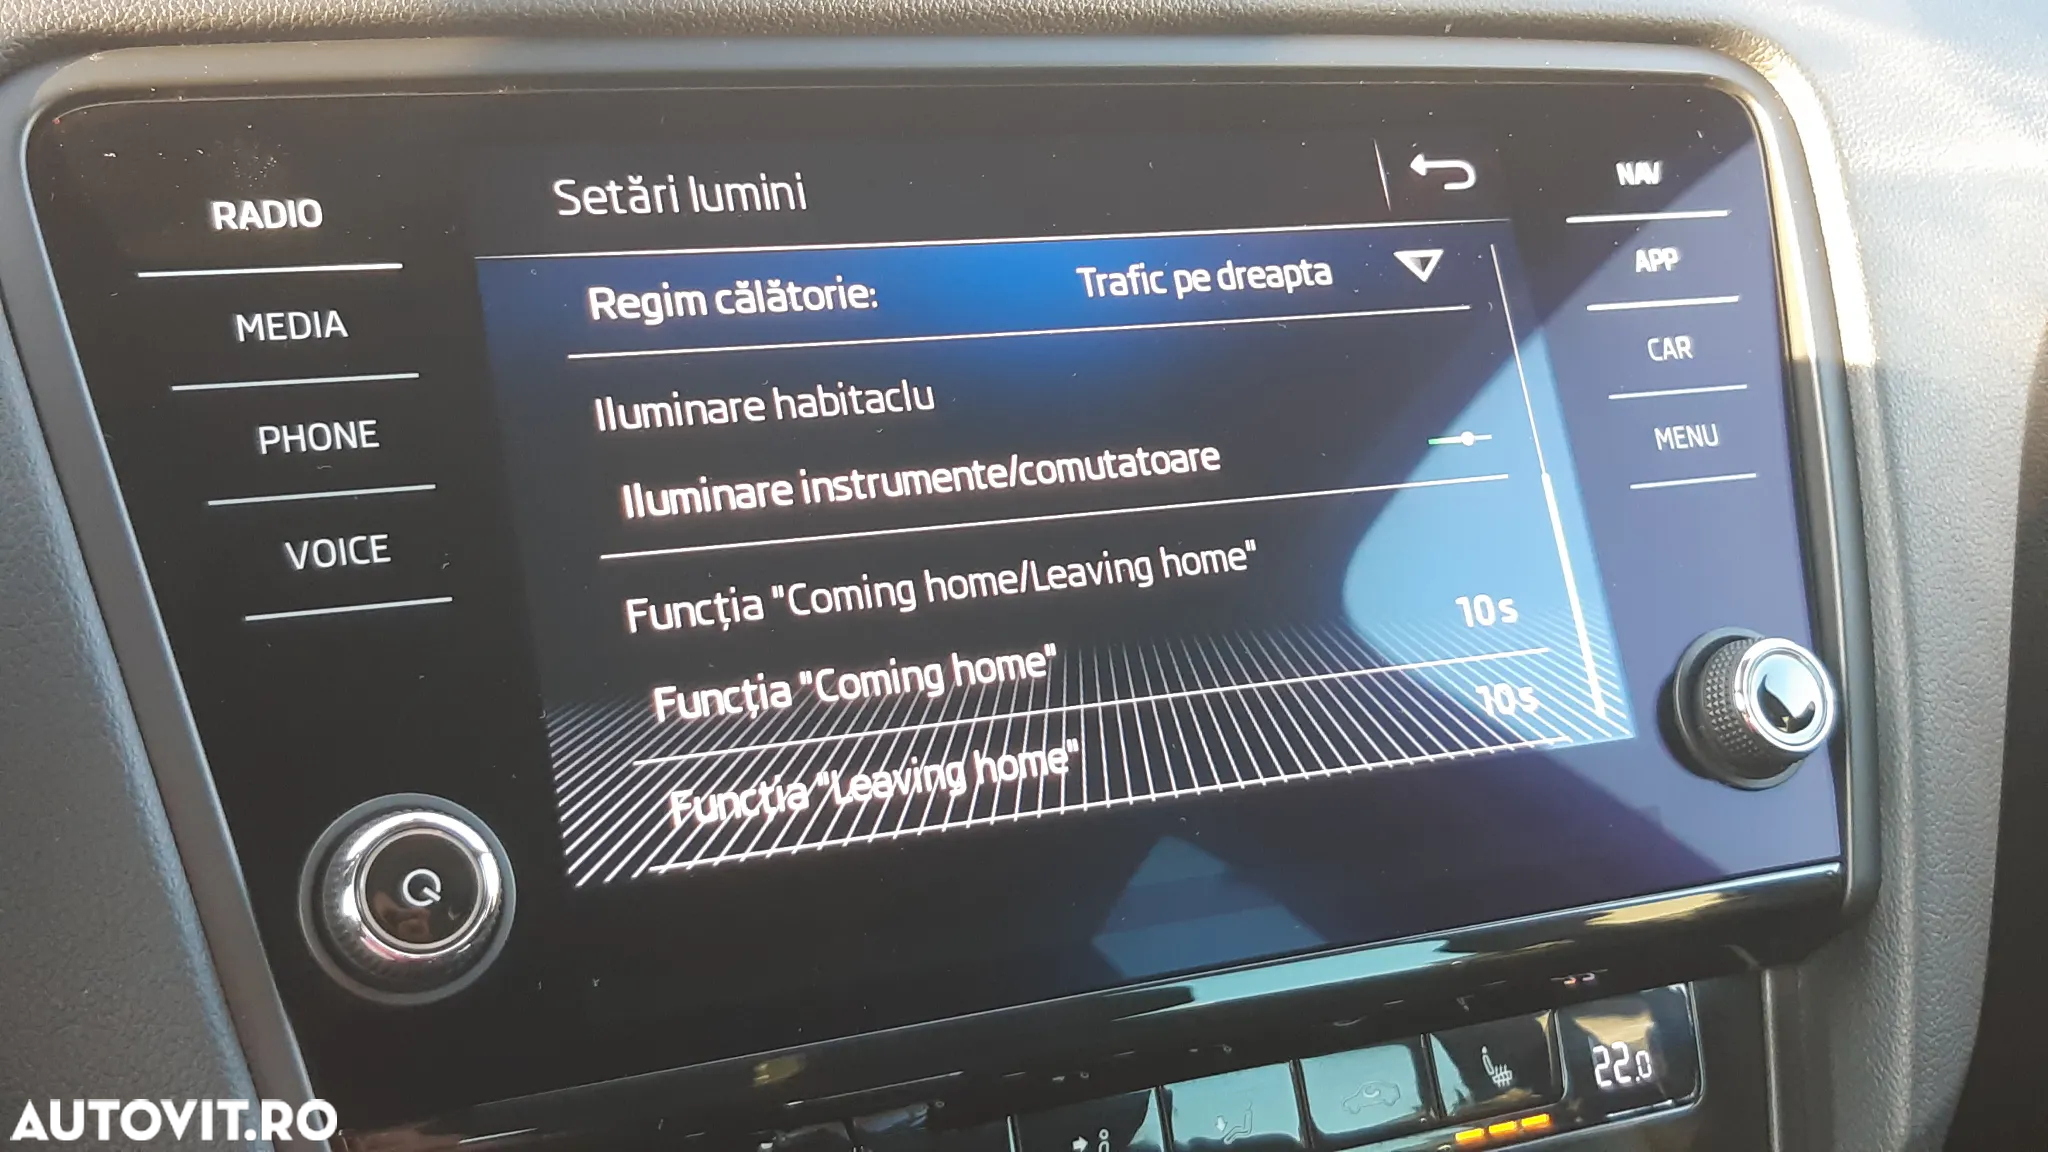 RADIO
MEDIA
PHONE
VOICE
Setări lumini
Regim călătorie: Trafic pe dreapta
Iluminare habitaclu
Iluminare instrumente/comutatoare
Funcția "Coming home/Leaving home"
Funcția "Coming home" 10 s
Funcția "Leaving home" 10 s
NAV
APP
CAR
MENU
22.0
AUTOVIT.RO